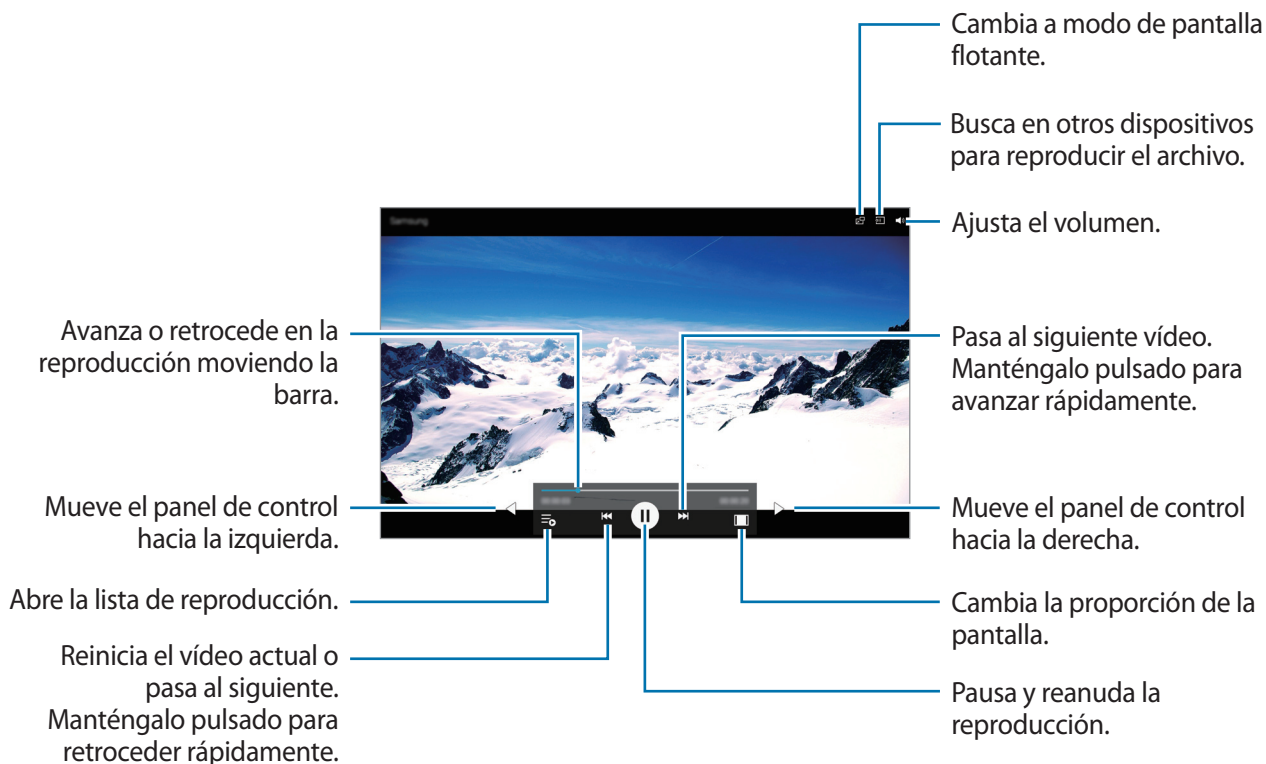 Cambia a modo de pantalla
flotante.
Busca en otros dispositivos
para reproducir el archivo.
Samsung
Ajusta el volumen.
Avanza o retrocede en la
reproducción moviendo la
barra.
Pasa al siguiente vídeo.
Manténgalo pulsado para
avanzar rápidamente.
Mueve el panel de control
hacia la izquierda.
Mueve el panel de control
hacia la derecha.
Abre la lista de reproducción.
Cambia la proporción de la
pantalla.
Reinicia el vídeo actual o
pasa al siguiente.
Manténgalo pulsado para
retroceder rápidamente.
Pausa y reanuda la
reproducción.